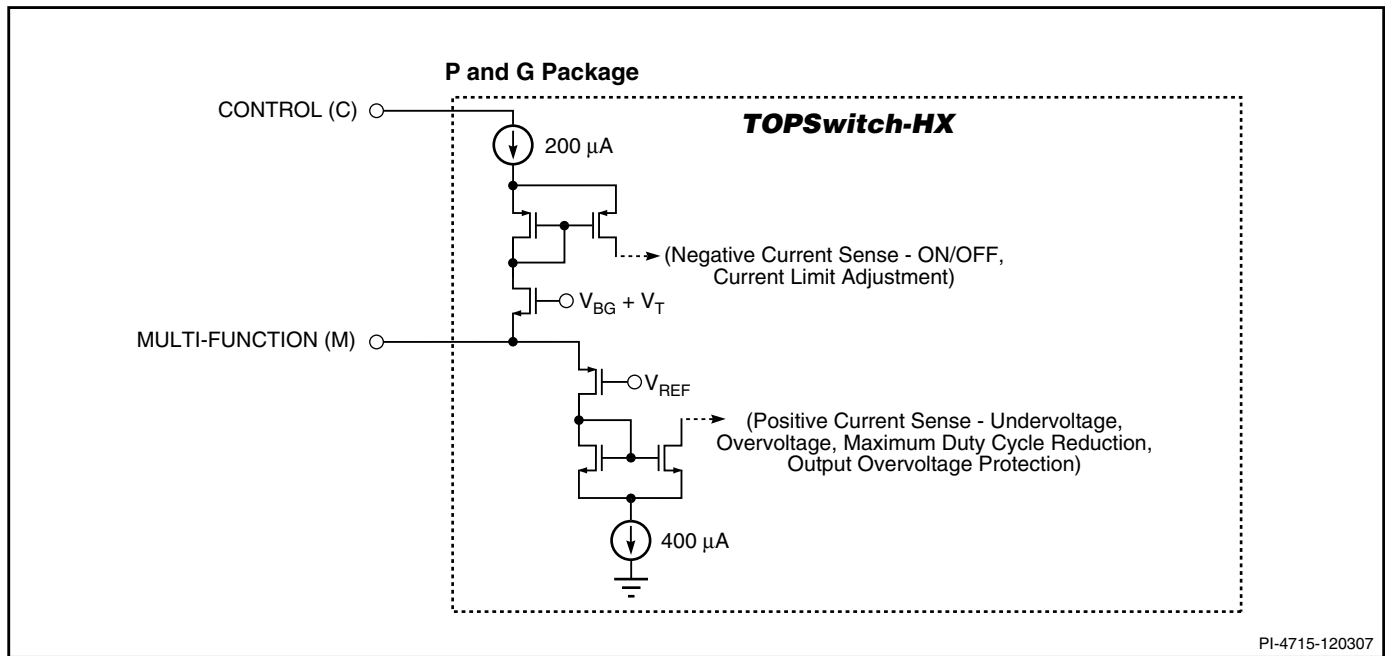 P and G Package
CONTROL (C)
TOPSwitch-HX
200 μA
(Negative Current Sense - ON/OFF,
Current Limit Adjustment)
V_BG + V_T
MULTI-FUNCTION (M)
V_REF
(Positive Current Sense - Undervoltage,
Overvoltage, Maximum Duty Cycle Reduction,
Output Overvoltage Protection)
400 μA
PI-4715-120307